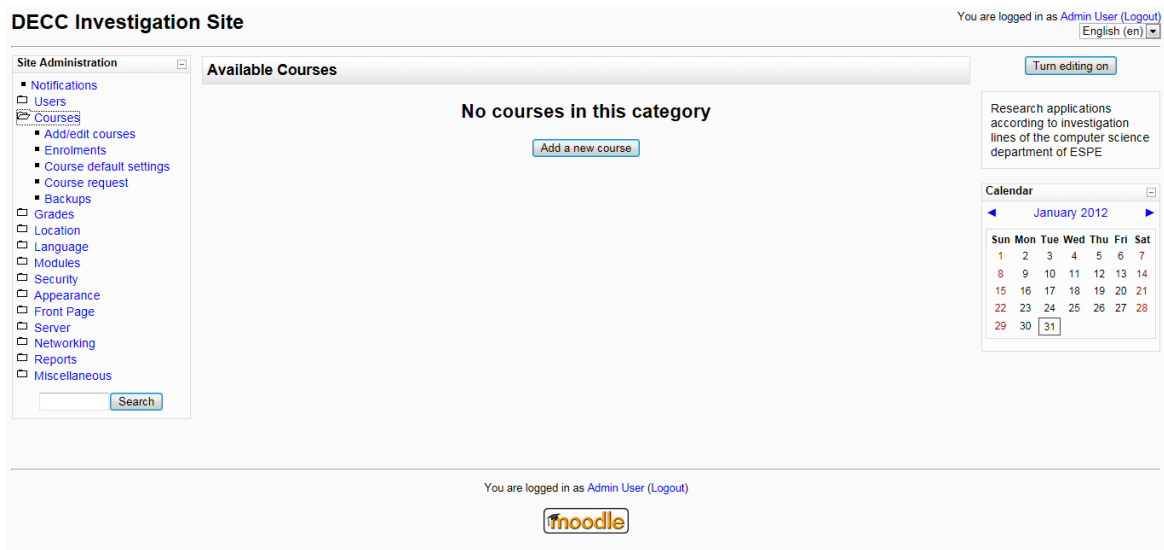 DECC Investigation Site
You are logged in as Admin User (Logout)
English (en)
Site Administration
Notifications
Users
Courses
Add/edit courses
Enrolments
Course default settings
Course request
Backups
Grades
Location
Language
Modules
Security
Appearance
Front Page
Server
Networking
Reports
Miscellaneous
Search
Available Courses
No courses in this category
Add a new course
Turn editing on
Research applications
according to investigation
lines of the computer science
department of ESPE
Calendar
◄ January 2012 ►
Sun Mon Tue Wed Thu Fri Sat
1 2 3 4 5 6 7
8 9 10 11 12 13 14
15 16 17 18 19 20 21
22 23 24 25 26 27 28
29 30 31
You are logged in as Admin User (Logout)
moodle